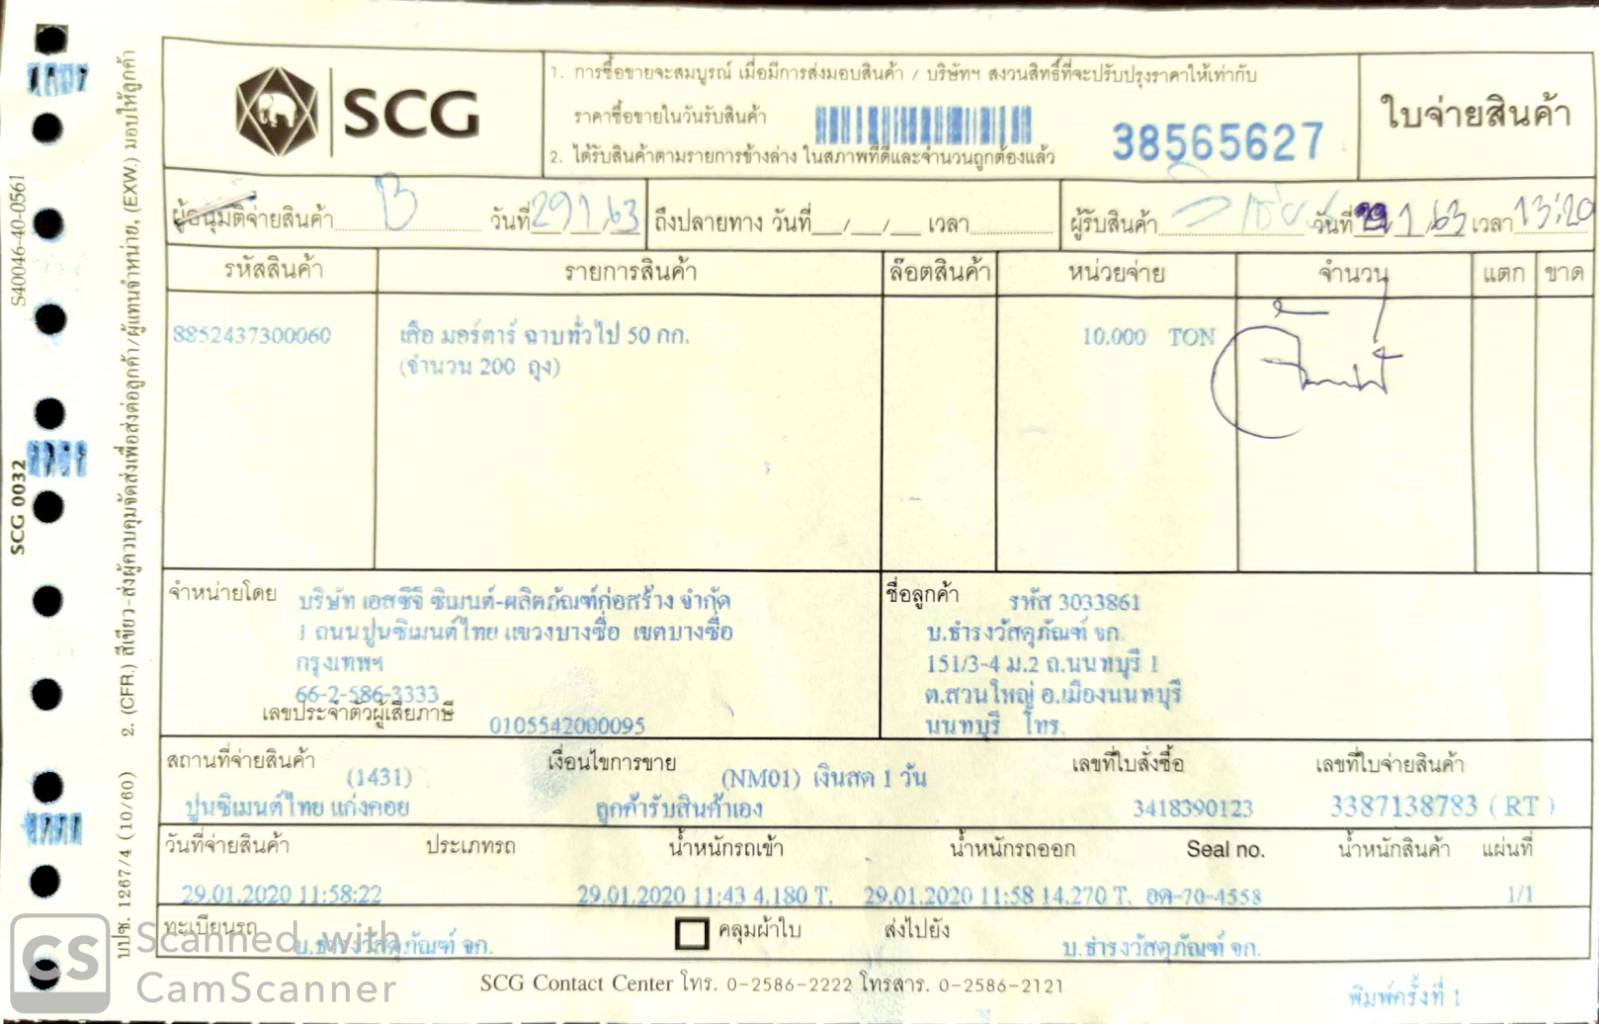 SCG
1. การซื้อขายจะสมบูรณ์ เมื่อมีการส่งมอบสินค้า / บริษัทฯ สงวนสิทธิ์ที่จะปรับปรุงราคาให้เท่ากับ
ราคาซื้อขายในวันรับสินค้า
2. ได้รับสินค้าตามรายการข้างล่าง ในสภาพที่ดีและจำนวนถูกต้องแล้ว
38565627
ใบจ่ายสินค้า
ผู้อนุมัติจ่ายสินค้า B วันที่ 29/1/63 ถึงปลายทาง วันที่ __/__/__ เวลา ผู้รับสินค้า วันที่ 29/1/63 เวลา 13:20
รหัสสินค้า รายการสินค้า ล๊อตสินค้า หน่วยจ่าย จำนวน แตก ขาด
8852437300060 เสือ มอร์ตาร์ ฉาบทั่วไป 50 กก. 10.000 TON
(จำนวน 200 ถุง)
จำหน่ายโดย บริษัท เอสซีจี ซิเมนต์-ผลิตภัณฑ์ก่อสร้าง จำกัด
1 ถนนปูนซิเมนต์ไทย แขวงบางซื่อ เขตบางซื่อ
กรุงเทพฯ
66-2-586-3333
เลขประจำตัวผู้เสียภาษี 0105542000095
ชื่อลูกค้า รหัส 3033861
บ.ธำรงวัสดุภัณฑ์ จก.
151/3-4 ม.2 ถ.นนทบุรี 1
ต.สวนใหญ่ อ.เมืองนนทบุรี
นนทบุรี โทร.
สถานที่จ่ายสินค้า เงื่อนไขการขาย เลขที่ใบสั่งซื้อ เลขที่ใบจ่ายสินค้า
(1431) (NM01) เงินสด 1 วัน
ปูนซิเมนต์ไทย แก่งคอย ลูกค้ารับสินค้าเอง 3418390123 3387138783 ( RT )
วันที่จ่ายสินค้า ประเภทรถ น้ำหนักรถเข้า น้ำหนักรถออก Seal no. น้ำหนักสินค้า แผ่นที่
29.01.2020 11:58:22 29.01.2020 11:43 4.180 T. 29.01.2020 11:58 14.270 T. อด-70-4558 1/1
ทะเบียนรถ บ.ธำรงวัสดุภัณฑ์ จก. คลุมผ้าใบ ส่งไปยัง บ.ธำรงวัสดุภัณฑ์ จก.
SCG Contact Center โทร. 0-2586-2222 โทรสาร. 0-2586-2121
พิมพ์ครั้งที่ 1
S40046-40-0561
SCG 0032
บปซ. 1267/4 (10/60) 2. (CFR.) สีเขียว-ส่งผู้ควบคุมจัดส่งเพื่อส่งต่อลูกค้า/ผู้แทนจำหน่าย, (EXW.) มอบให้ลูกค้า
CS Scanned with
CamScanner